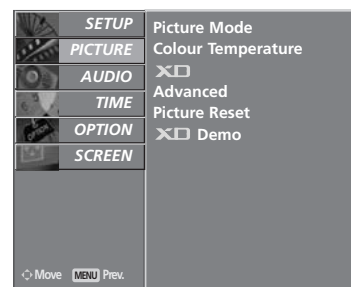 SETUP
PICTURE
AUDIO
TIME
OPTION
SCREEN
Move MENU Prev.
Picture Mode
Colour Temperature
XD
Advanced
Picture Reset
XD Demo